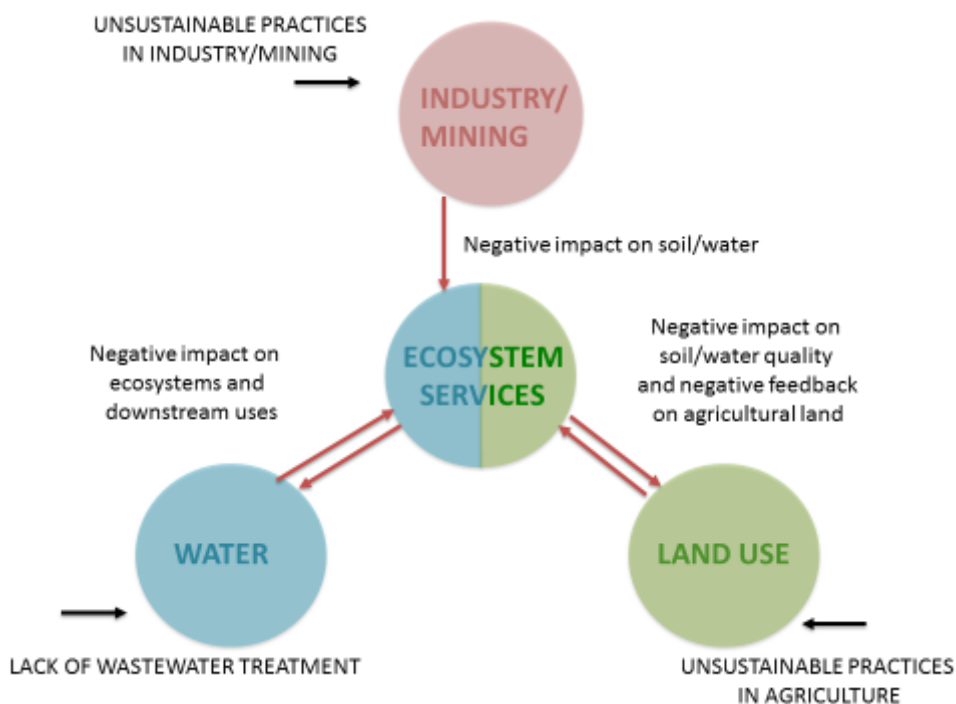 UNSUSTAINABLE PRACTICES
IN INDUSTRY/MINING
INDUSTRY/
MINING
Negative impact on soil/water
Negative impact on
ecosystems and
downstream uses
ECOSYSTEM
SERVICES
Negative impact on
soil/water quality
and negative feedback
on agricultural land
WATER
LAND USE
LACK OF WASTEWATER TREATMENT
UNSUSTAINABLE PRACTICES
IN AGRICULTURE